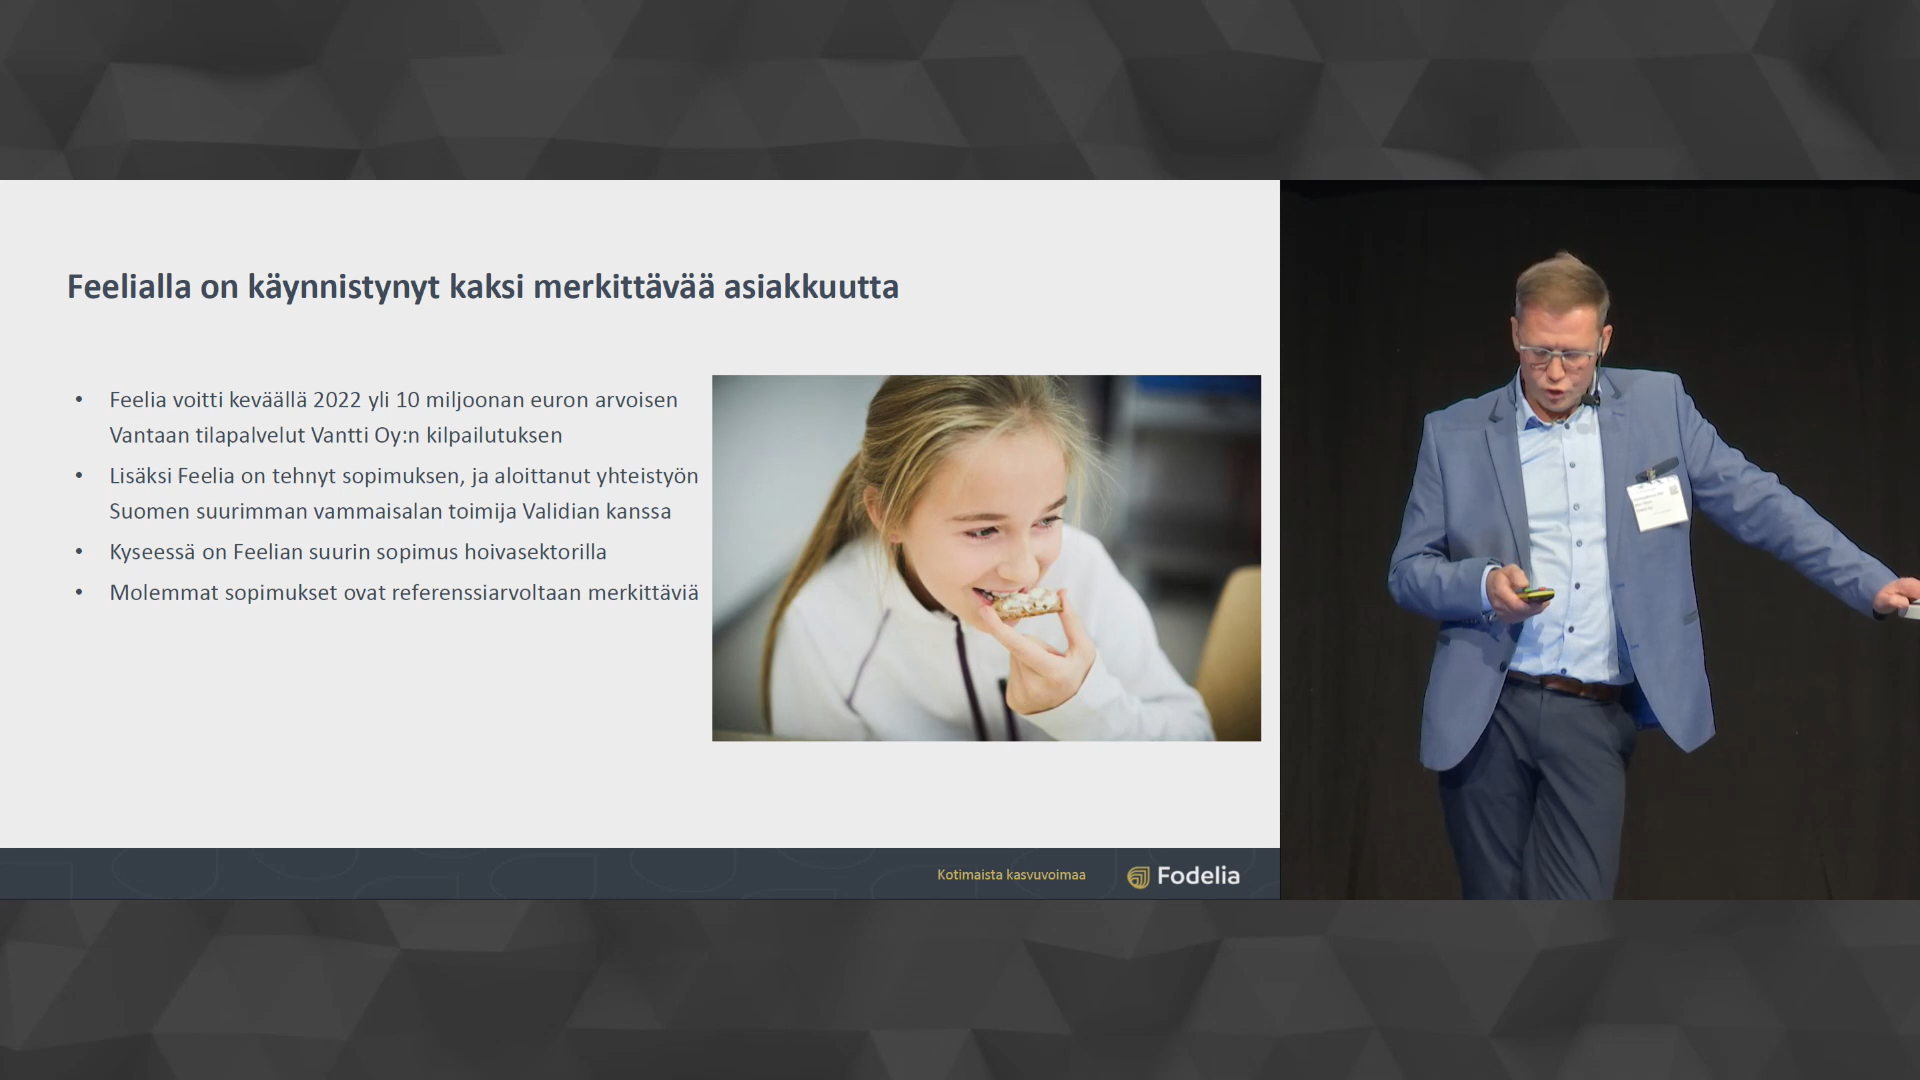 Feelialla on käynnistynyt kaksi merkittävää asiakkuutta
• Feelia voitti keväällä 2022 yli 10 miljoonan euron arvoisen
Vantaan tilapalvelut Vantti Oy:n kilpailutuksen
• Lisäksi Feelia on tehnyt sopimuksen, ja aloittanut yhteistyön
Suomen suurimman vammaisalan toimija Validian kanssa
• Kyseessä on Feelian suurin sopimus hoivasektorilla
• Molemmat sopimukset ovat referenssiarvoltaan merkittäviä
Kotimaista kasvuvoimaa
Fodelia